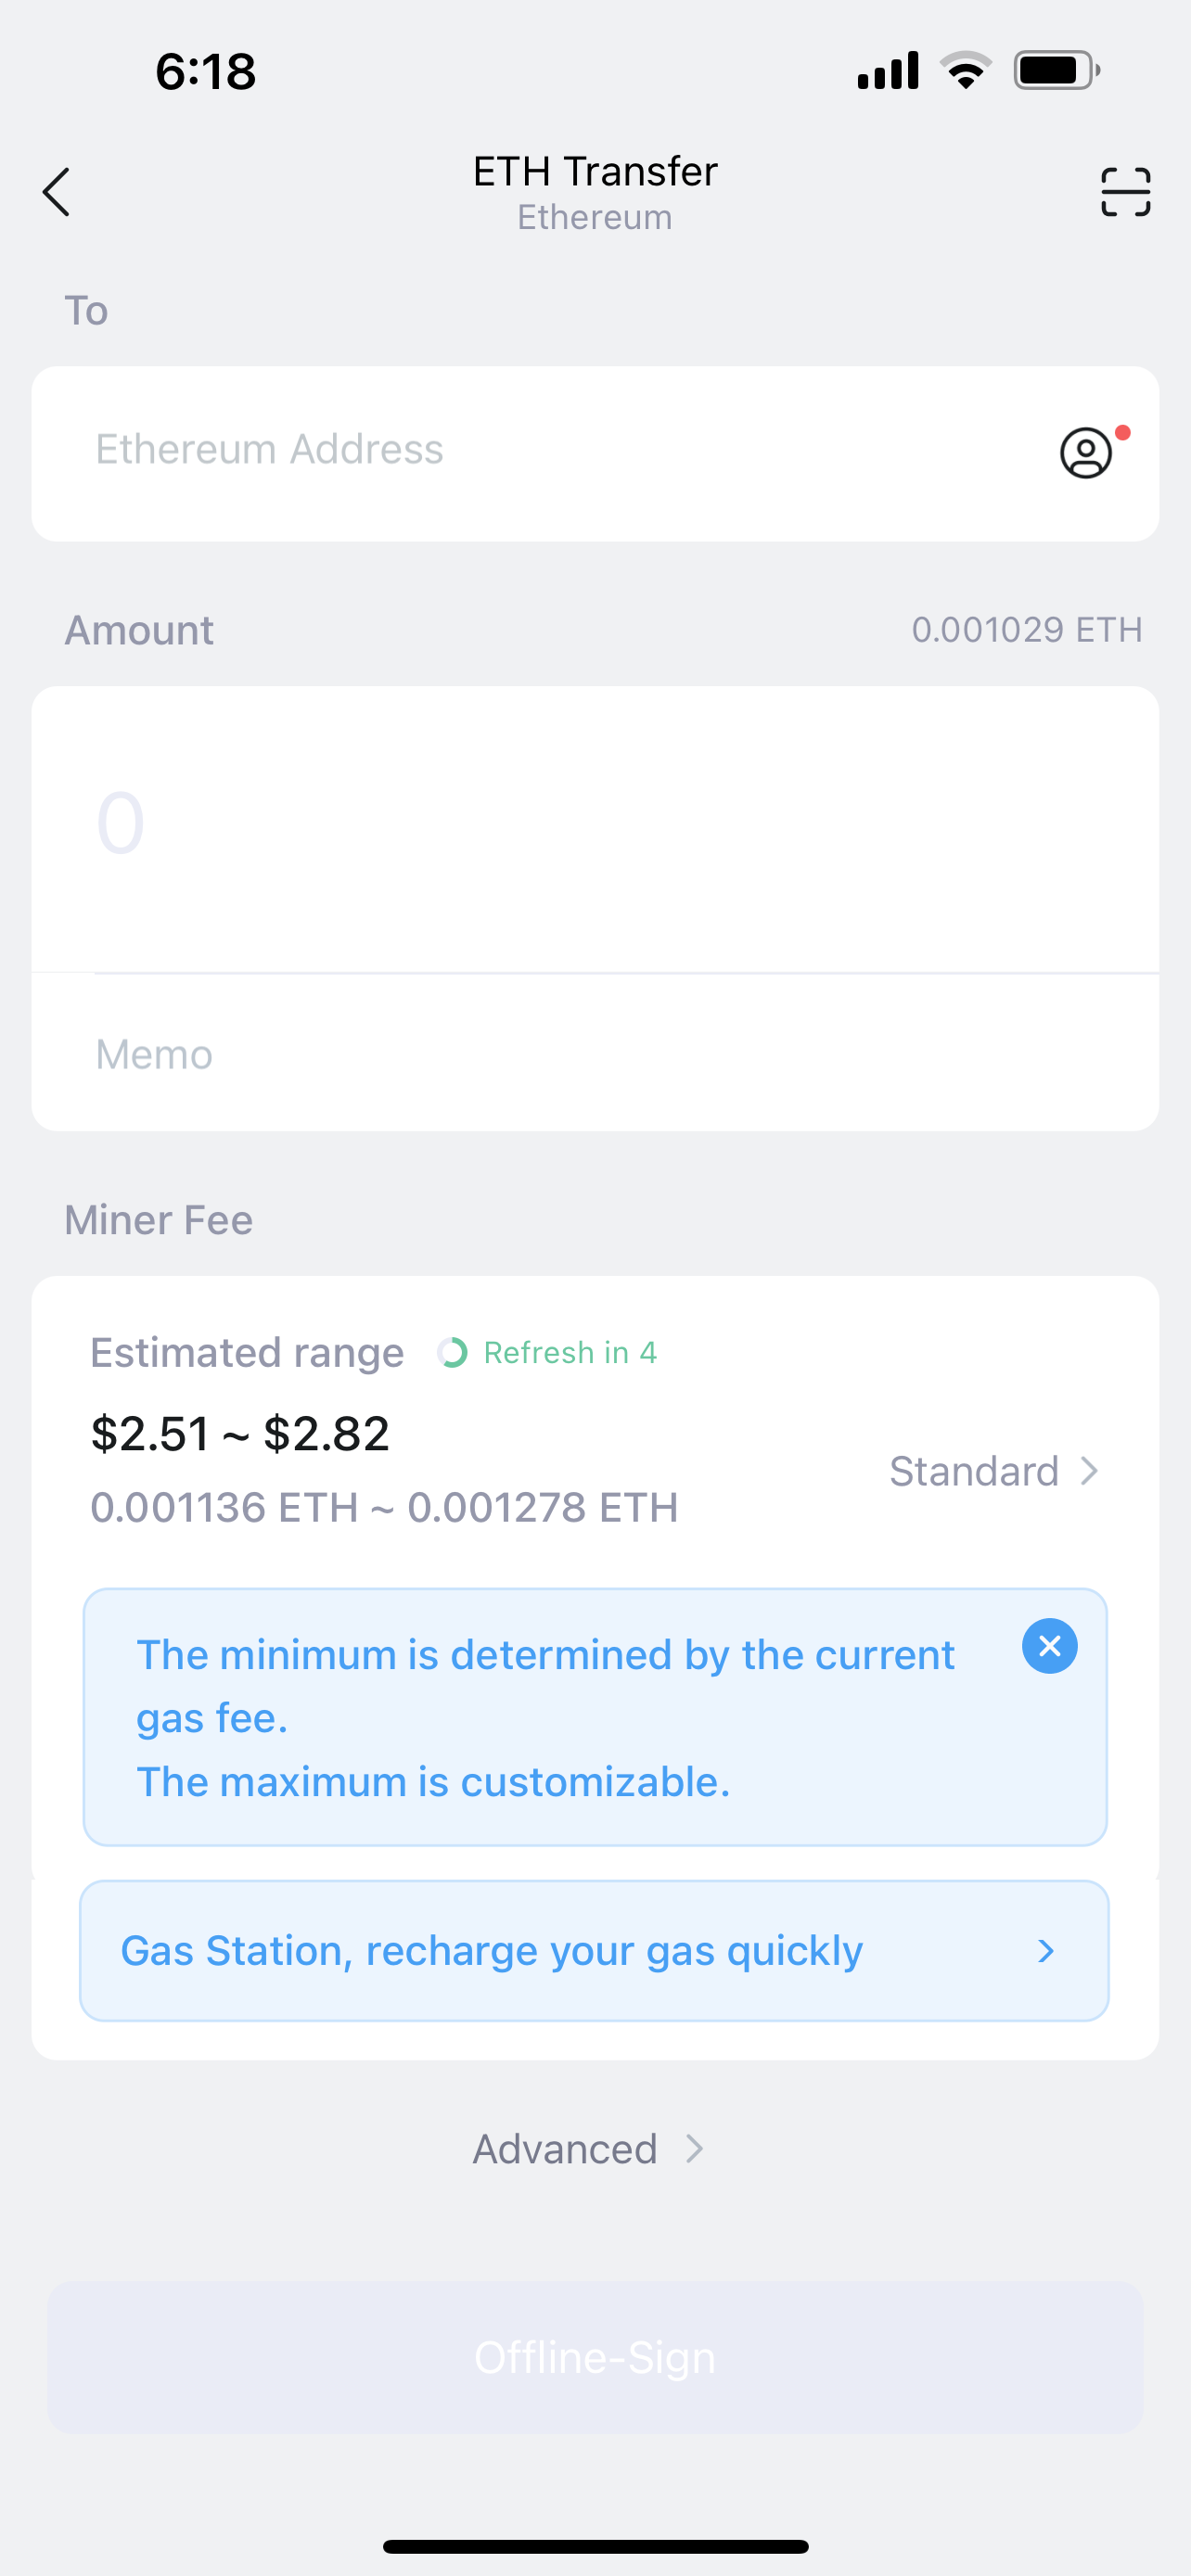 6:18
ETH Transfer
Ethereum
To
Ethereum Address
Amount
0.001029 ETH
0
Memo
Miner Fee
Estimated range
Refresh in 4
$2.51 ~ $2.82
Standard
0.001136 ETH ~ 0.001278 ETH
The minimum is determined by the current
gas fee.
The maximum is customizable.
Gas Station, recharge your gas quickly
Advanced
Offline-Sign